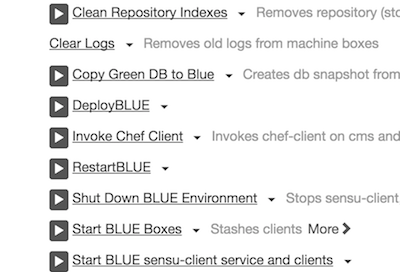 Clean Repository Indexes Removes repository (sto
Clear Logs Removes old logs from machine boxes
Copy Green DB to Blue Creates db snapshot from
DeployBLUE
Invoke Chef Client Invokes chef-client on cms and
RestartBLUE
Shut Down BLUE Environment Stops sensu-client
Start BLUE Boxes Stashes clients More
Start BLUE sensu-client service and clients